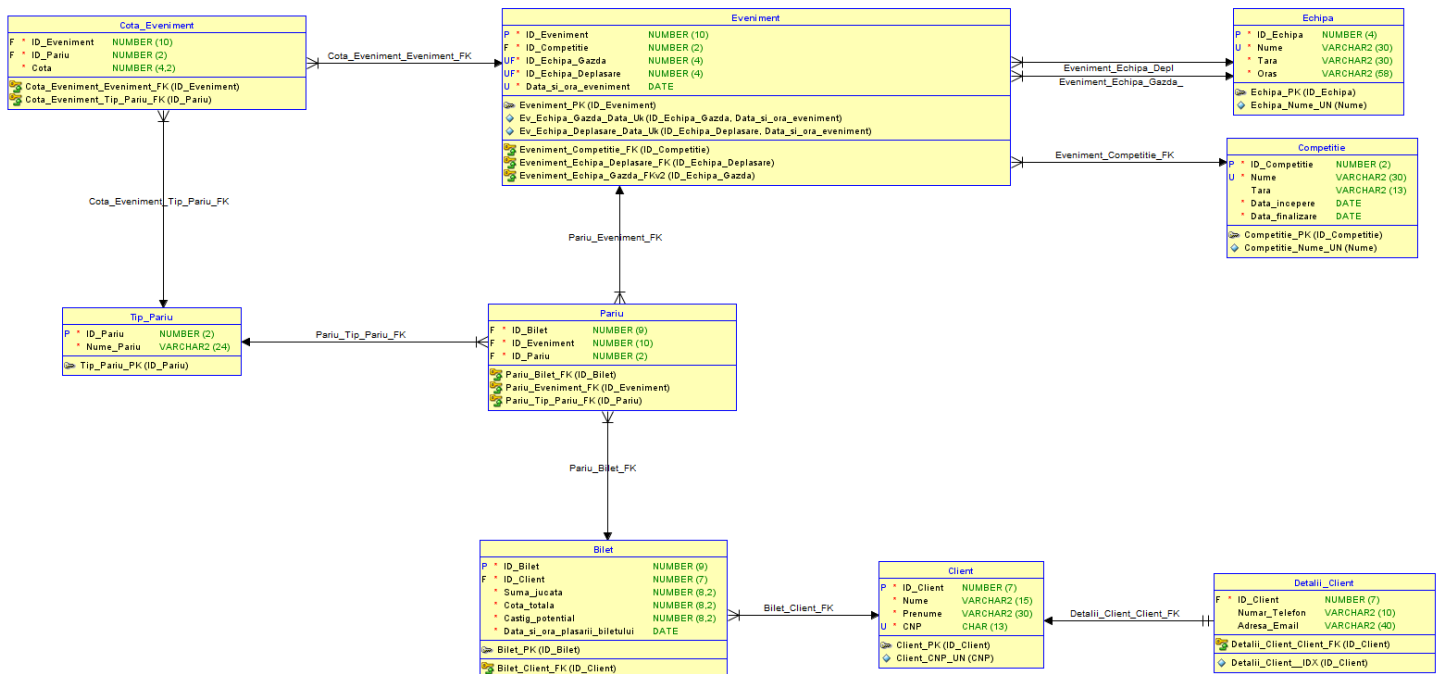 Cota_Eveniment
F * ID_Eveniment NUMBER (10)
F * ID_Pariu NUMBER (2)
* Cota NUMBER (4,2)
Cota_Eveniment_Eveniment_FK (ID_Eveniment)
Cota_Eveniment_Tip_Pariu_FK (ID_Pariu)
Cota_Eveniment_Eveniment_FK
Eveniment
P * ID_Eveniment NUMBER (10)
F * ID_Competitie NUMBER (2)
UF* ID_Echipa_Gazda NUMBER (4)
UF* ID_Echipa_Deplasare NUMBER (4)
U * Data_si_ora_eveniment DATE
Eveniment_PK (ID_Eveniment)
Ev_Echipa_Gazda_Data_Uk (ID_Echipa_Gazda, Data_si_ora_eveniment)
Ev_Echipa_Deplasare_Data_Uk (ID_Echipa_Deplasare, Data_si_ora_eveniment)
Eveniment_Competitie_FK (ID_Competitie)
Eveniment_Echipa_Deplasare_FK (ID_Echipa_Deplasare)
Eveniment_Echipa_Gazda_FKv2 (ID_Echipa_Gazda)
Eveniment_Echipa_Depl
Eveniment_Echipa_Gazda_
Echipa
P * ID_Echipa NUMBER (4)
U * Nume VARCHAR2 (30)
* Tara VARCHAR2 (30)
* Oras VARCHAR2 (58)
Echipa_PK (ID_Echipa)
Echipa_Nume_UN (Nume)
Eveniment_Competitie_FK
Competitie
P * ID_Competitie NUMBER (2)
U * Nume VARCHAR2 (30)
Tara VARCHAR2 (13)
* Data_incepere DATE
* Data_finalizare DATE
Competitie_PK (ID_Competitie)
Competitie_Nume_UN (Nume)
Cota_Eveniment_Tip_Pariu_FK
Pariu_Eveniment_FK
Tip_Pariu
P * ID_Pariu NUMBER (2)
* Nume_Pariu VARCHAR2 (24)
Tip_Pariu_PK (ID_Pariu)
Pariu_Tip_Pariu_FK
Pariu
F * ID_Bilet NUMBER (9)
F * ID_Eveniment NUMBER (10)
F * ID_Pariu NUMBER (2)
Pariu_Bilet_FK (ID_Bilet)
Pariu_Eveniment_FK (ID_Eveniment)
Pariu_Tip_Pariu_FK (ID_Pariu)
Pariu_Bilet_FK
Bilet
P * ID_Bilet NUMBER (9)
F * ID_Client NUMBER (7)
* Suma_jucata NUMBER (8,2)
* Cota_totala NUMBER (8,2)
* Castig_potential NUMBER (8,2)
* Data_si_ora_plasarii_biletului DATE
Bilet_PK (ID_Bilet)
Bilet_Client_FK (ID_Client)
Bilet_Client_FK
Client
P * ID_Client NUMBER (7)
* Nume VARCHAR2 (15)
* Prenume VARCHAR2 (30)
U * CNP CHAR (13)
Client_PK (ID_Client)
Client_CNP_UN (CNP)
Detalii_Client_Client_FK
Detalii_Client
F * ID_Client NUMBER (7)
Numar_Telefon VARCHAR2 (10)
Adresa_Email VARCHAR2 (40)
Detalii_Client_Client_FK (ID_Client)
Detalii_Client__IDX (ID_Client)